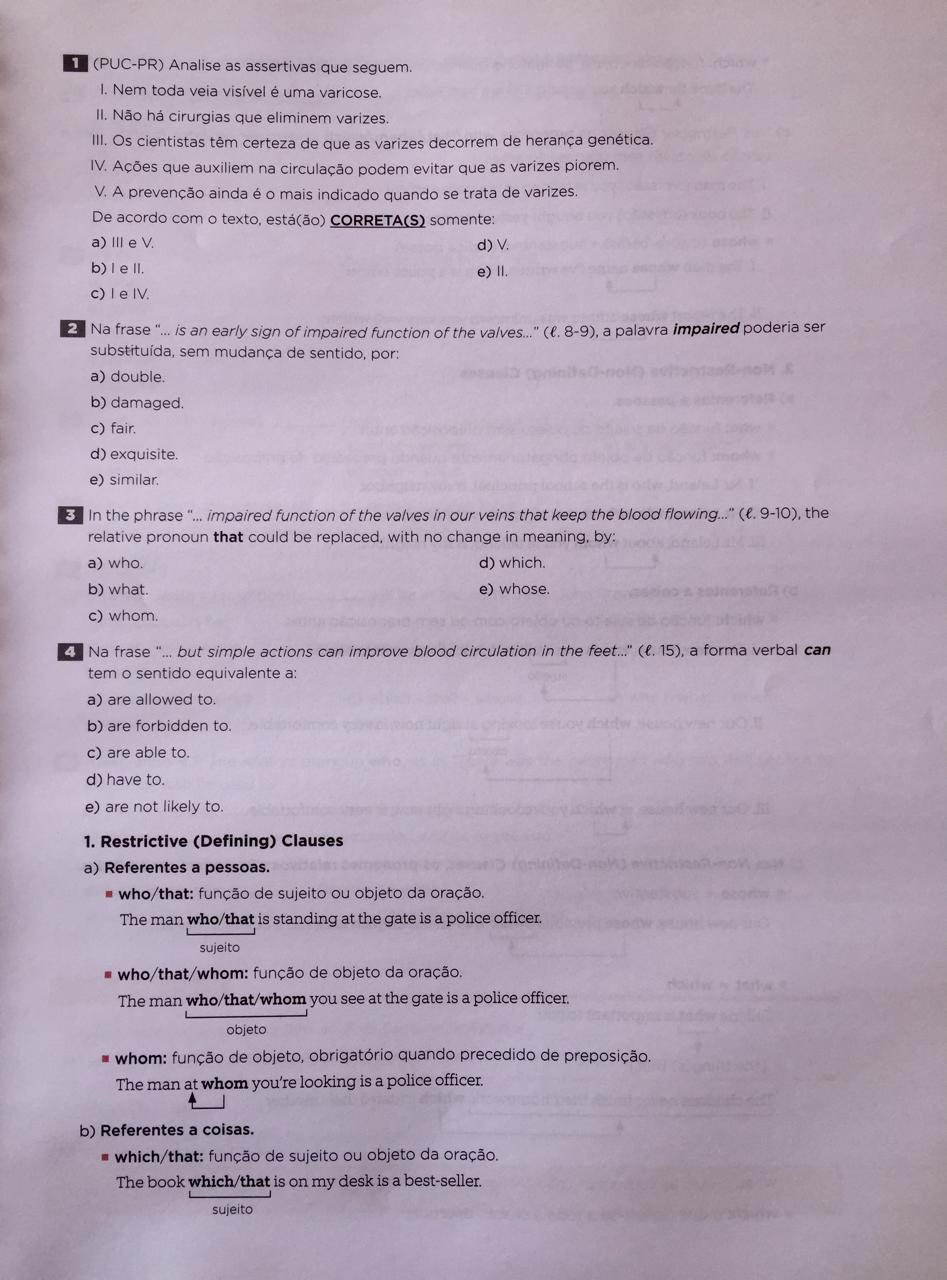 1 (PUC-PR) Analise as assertivas que seguem.
I. Nem toda veia visível é uma varicose.
II. Não há cirurgias que eliminem varizes.
III. Os cientistas têm certeza de que as varizes decorrem de herança genética.
IV. Ações que auxiliem na circulação podem evitar que as varizes piorem.
V. A prevenção ainda é o mais indicado quando se trata de varizes.
De acordo com o texto, está(ão) CORRETA(S) somente:
a) III e V.
b) I e II.
c) I e IV.
d) V.
e) II.
2 Na frase “... is an early sign of impaired function of the valves...” (ℓ. 8-9), a palavra impaired poderia ser
substituída, sem mudança de sentido, por:
a) double.
b) damaged.
c) fair.
d) exquisite.
e) similar.
3 In the phrase “... impaired function of the valves in our veins that keep the blood flowing...” (ℓ. 9-10), the
relative pronoun that could be replaced, with no change in meaning, by:
a) who.
b) what.
c) whom.
d) which.
e) whose.
4 Na frase “... but simple actions can improve blood circulation in the feet...” (ℓ. 15), a forma verbal can
tem o sentido equivalente a:
a) are allowed to.
b) are forbidden to.
c) are able to.
d) have to.
e) are not likely to.
1. Restrictive (Defining) Clauses
a) Referentes a pessoas.
▪ who/that: função de sujeito ou objeto da oração.
The man who/that is standing at the gate is a police officer.
sujeito
▪ who/that/whom: função de objeto da oração.
The man who/that/whom you see at the gate is a police officer.
objeto
▪ whom: função de objeto, obrigatório quando precedido de preposição.
The man at whom you're looking is a police officer.
b) Referentes a coisas.
▪ which/that: função de sujeito ou objeto da oração.
The book which/that is on my desk is a best-seller.
sujeito